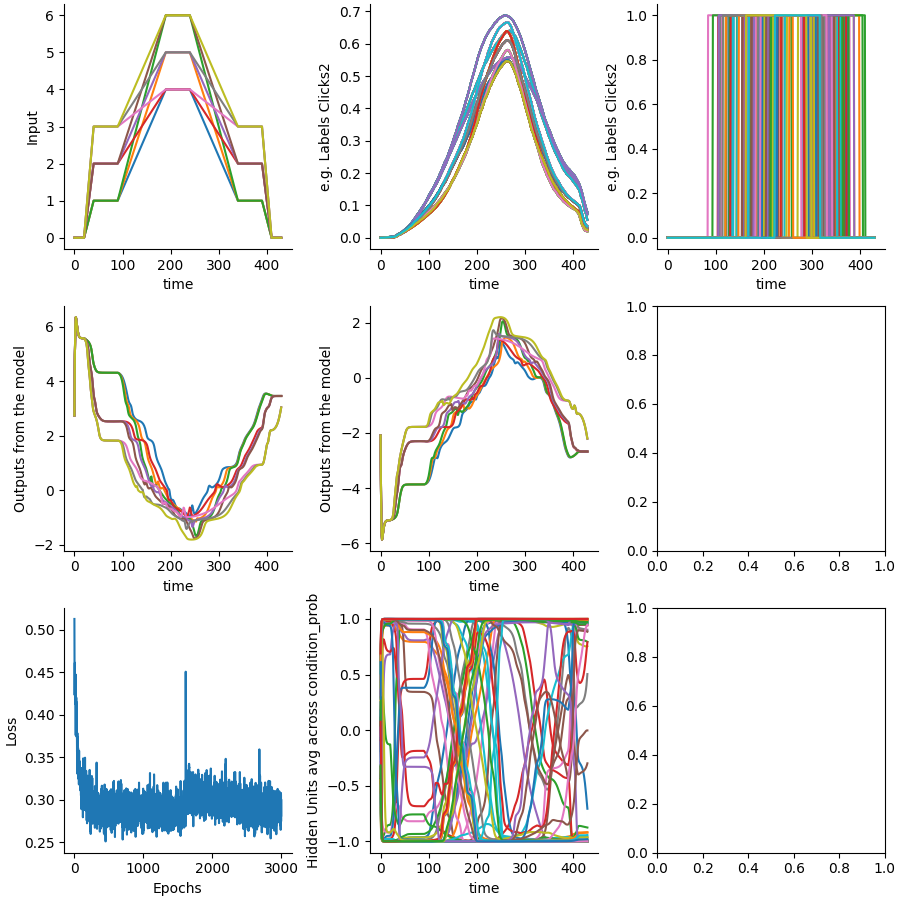 6
5
4
3
2
1
0
Input
0 100 200 300 400
time
0.7
0.6
0.5
0.4
0.3
0.2
0.1
0.0
e.g. Labels Clicks2
0 100 200 300 400
time
1.0
0.8
0.6
0.4
0.2
0.0
e.g. Labels Clicks2
0 100 200 300 400
time
6
4
2
0
−2
Outputs from the model
0 100 200 300 400
time
2
0
−2
−4
−6
Outputs from the model
0 100 200 300 400
time
1.0
0.8
0.6
0.4
0.2
0.0
0.0 0.2 0.4 0.6 0.8 1.0
0.50
0.45
0.40
0.35
0.30
0.25
Loss
0 1000 2000 3000
Epochs
1.0
0.5
0.0
−0.5
−1.0
Hidden Units avg across condition_prob
0 100 200 300 400
time
1.0
0.8
0.6
0.4
0.2
0.0
0.0 0.2 0.4 0.6 0.8 1.0